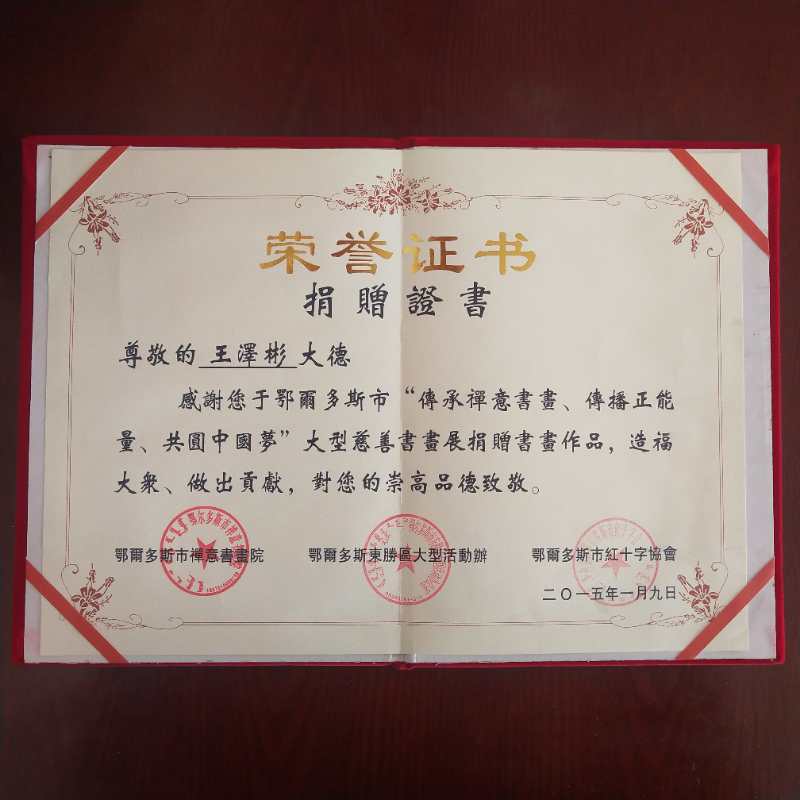 荣誉证书
捐贈證書
尊敬的 王澤彬 大德
感謝您于鄂爾多斯市“傳承禪意書畫、傳播正能
量、共圓中國夢”大型慈善書畫展捐贈書畫作品，造福
大衆、做出貢獻，對您的崇高品德致敬。
鄂爾多斯市禪意書畫院 鄂爾多斯東勝區大型活動辦 鄂爾多斯市紅十字協會
二〇一五年一月九日